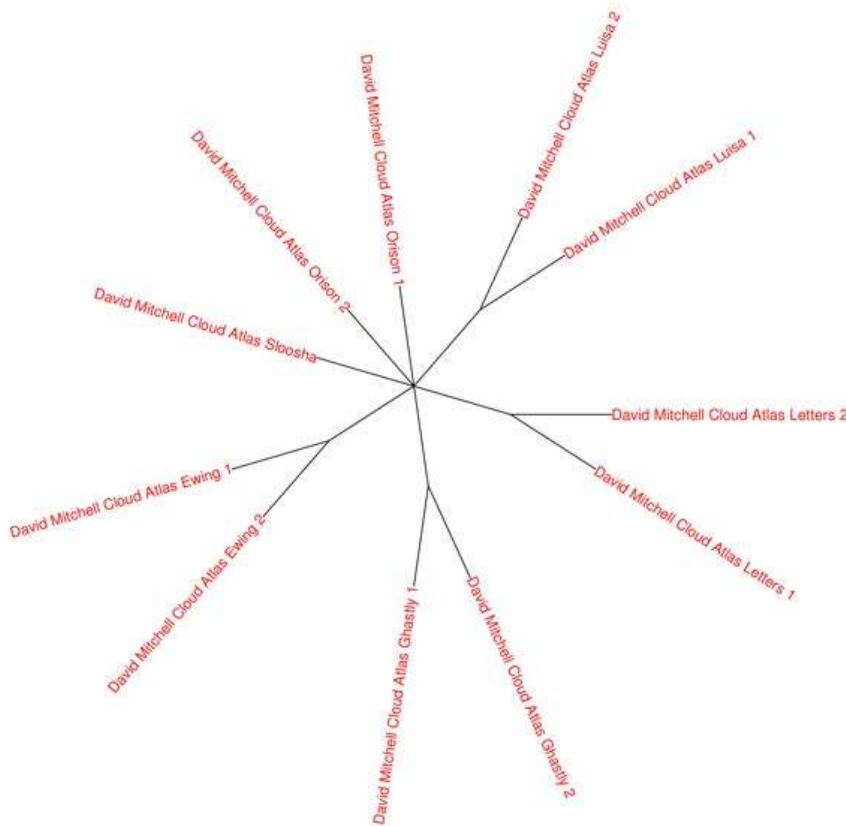 David Mitchell Cloud Atlas Luisa 2
David Mitchell Cloud Atlas Luisa 1
David Mitchell Cloud Atlas Letters 2
David Mitchell Cloud Atlas Letters 1
David Mitchell Cloud Atlas Ghastly 2
David Mitchell Cloud Atlas Ghastly 1
David Mitchell Cloud Atlas Ewing 2
David Mitchell Cloud Atlas Ewing 1
David Mitchell Cloud Atlas Sloosha
David Mitchell Cloud Atlas Orison 2
David Mitchell Cloud Atlas Orison 1